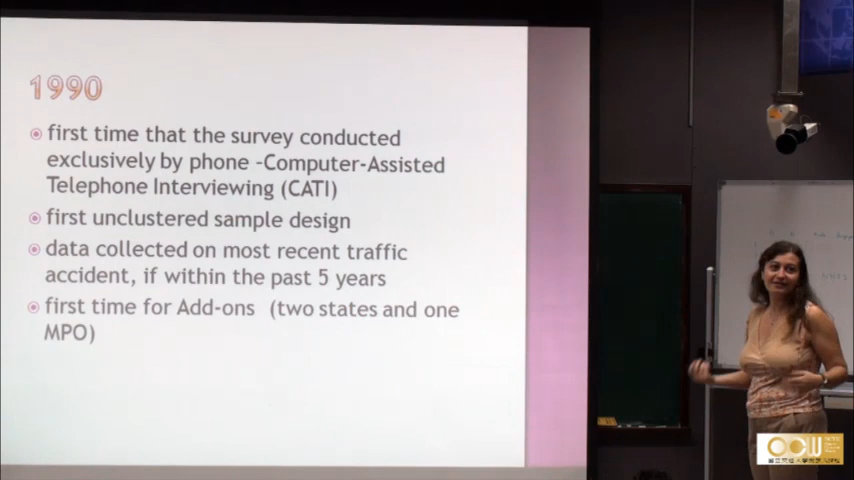 1990
first time that the survey conducted
exclusively by phone –Computer-Assisted
Telephone Interviewing (CATI)
first unclustered sample design
data collected on most recent traffic
accident, if within the past 5 years
first time for Add-ons (two states and one
MPO)
OCW